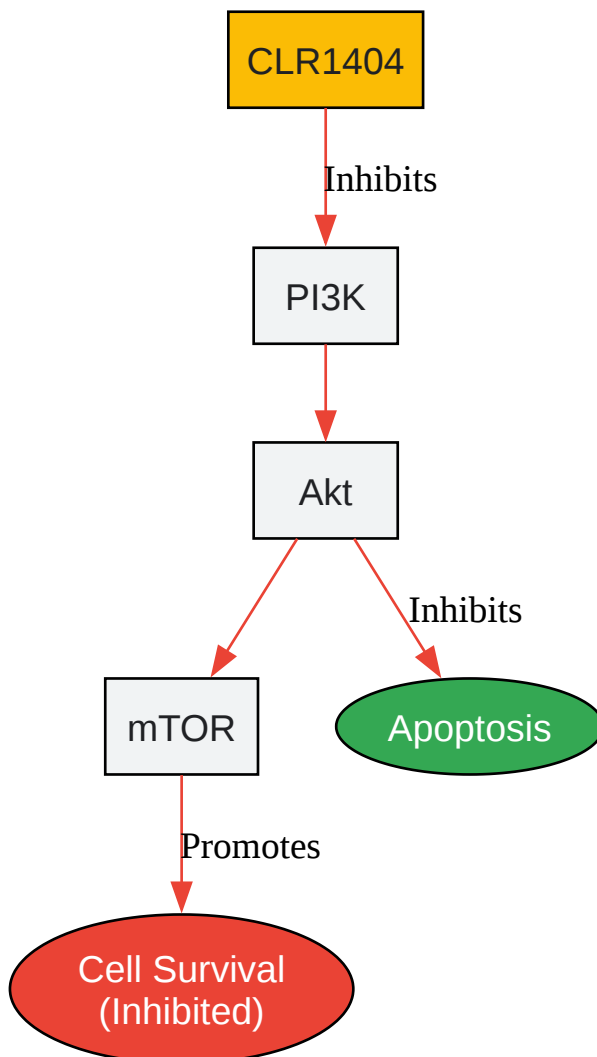 CLR1404
Inhibits
PI3K
Akt
Inhibits
mTOR
Apoptosis
Promotes
Cell Survival
(Inhibited)